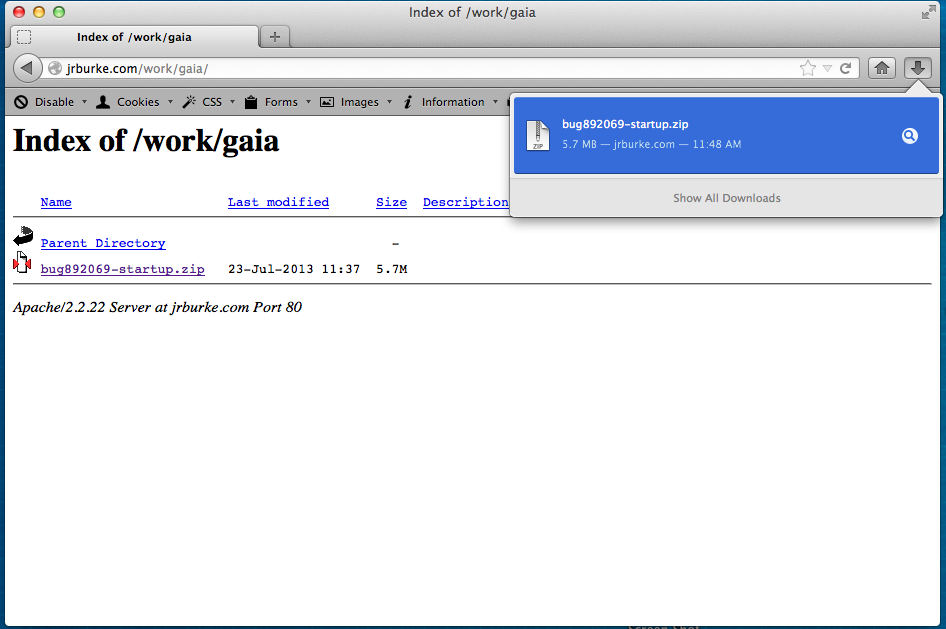 Index of /work/gaia
Index of /work/gaia
jrburke.com/work/gaia/
Disable Cookies CSS Forms Images Information
bug892069-startup.zip
5.7 MB — jrburke.com — 11:48 AM
ZIP
Show All Downloads
Index of /work/gaia
Name Last modified Size Description
Parent Directory -
bug892069-startup.zip 23-Jul-2013 11:37 5.7M
Apache/2.2.22 Server at jrburke.com Port 80